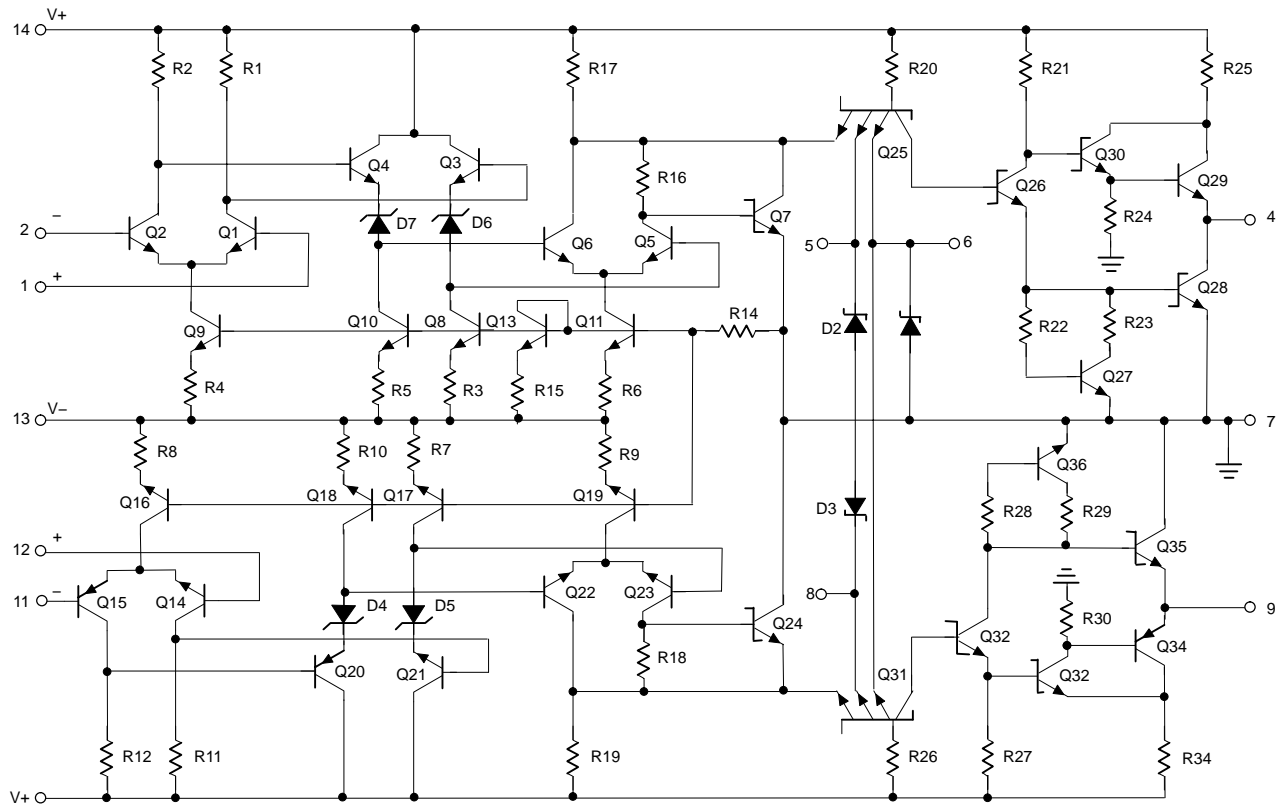 14 V+
R2 R1 R17 R20 R21 R25
Q4 Q3 Q25 Q30
R16 Q26 Q29
D7 D6 Q7 R24
2 − Q2 Q1 Q6 Q5 5 6 4
1 +
Q28
Q9 Q10 Q8 Q13 Q11 R14 D2 R22 R23
R4 R5 R3 R15 R6 Q27
13 V− 7
R8 R10 R7 R9 Q36
Q16 Q18 Q17 Q19 D3 R28 R29
12 + Q35
11 − Q15 Q14 D4 D5 Q22 Q23 8 9
Q24 Q32 R30 Q34
Q20 Q21 R18 Q31 Q32
R12 R11 R19 R26 R27 R34
V+